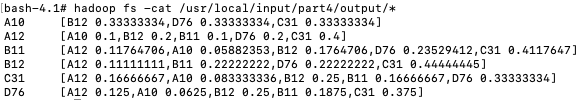 [bash-4.1# hadoop fs -cat /usr/local/input/part4/output/*
A10 [B12 0.33333334,D76 0.33333334,C31 0.33333334]
A12 [A10 0.1,B12 0.2,B11 0.1,D76 0.2,C31 0.4]
B11 [A12 0.11764706,A10 0.05882353,B12 0.1764706,D76 0.23529412,C31 0.4117647]
B12 [A12 0.11111111,B11 0.22222222,D76 0.22222222,C31 0.44444445]
C31 [A12 0.16666667,A10 0.083333336,B12 0.25,B11 0.16666667,D76 0.33333334]
D76 [A12 0.125,A10 0.0625,B12 0.25,B11 0.1875,C31 0.375]